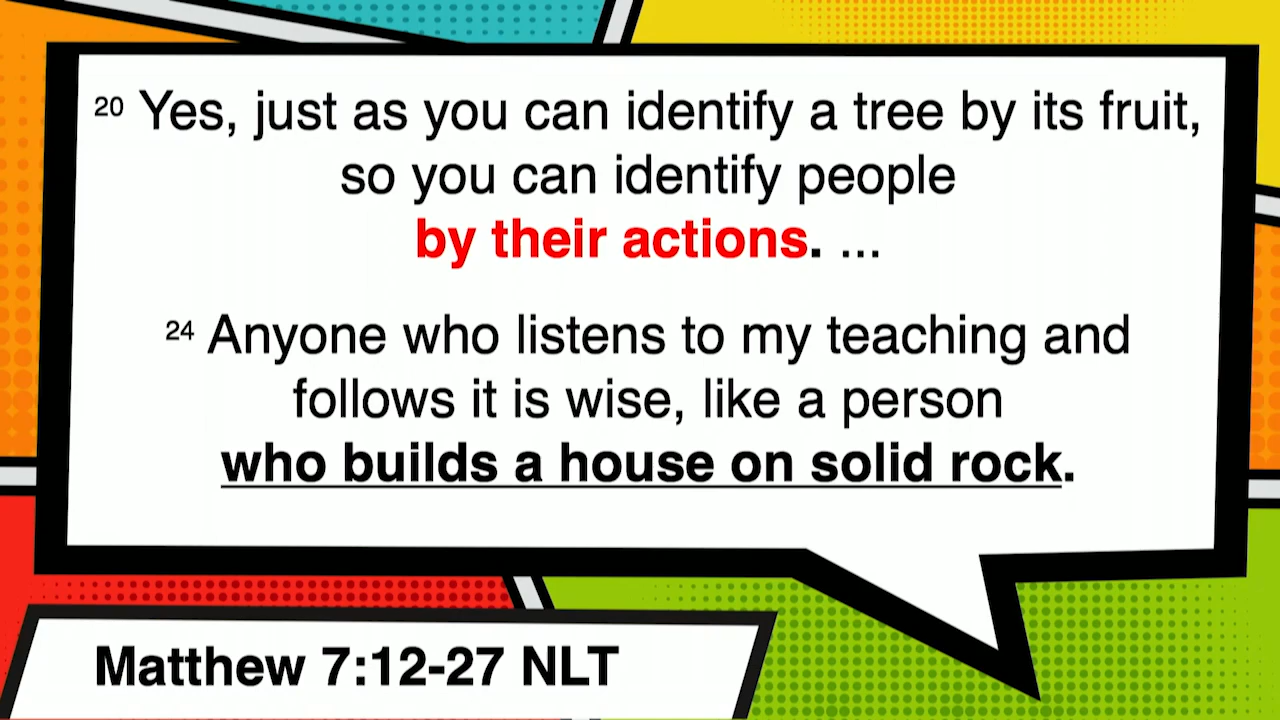 20 Yes, just as you can identify a tree by its fruit,
so you can identify people
by their actions. ...
24 Anyone who listens to my teaching and
follows it is wise, like a person
who builds a house on solid rock.
Matthew 7:12-27 NLT